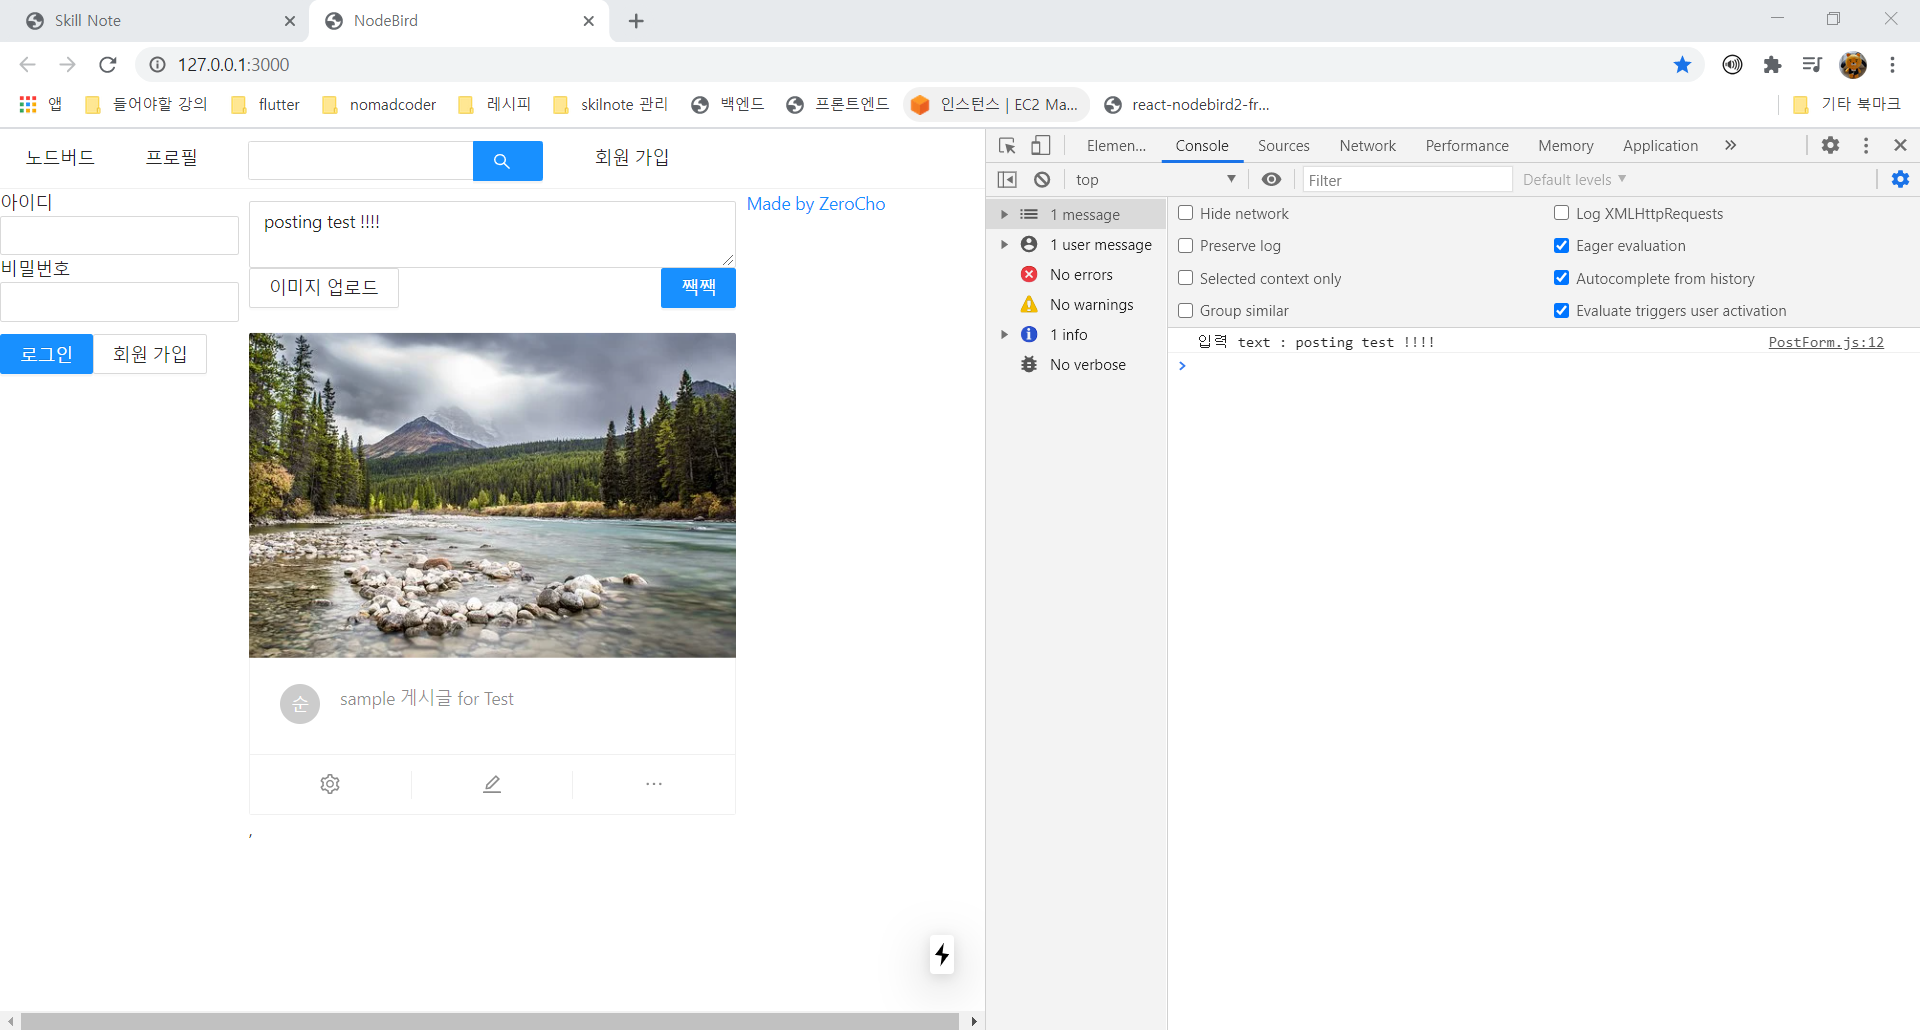 Skill Note
NodeBird
127.0.0.1:3000
앱
들어야할 강의
flutter
nomadcoder
레시피
skilnote 관리
백엔드
프론트엔드
인스턴스 | EC2 Ma...
react-nodebird2-fr...
기타 북마크
노드버드
프로필
회원 가입
아이디
비밀번호
로그인
회원 가입
posting test !!!!
이미지 업로드
짹짹
순
sample 게시글 for Test
,
Made by ZeroCho
Elemen...
Console
Sources
Network
Performance
Memory
Application
top
Filter
Default levels
1 message
1 user message
No errors
No warnings
1 info
No verbose
Hide network
Log XMLHttpRequests
Preserve log
Eager evaluation
Selected context only
Autocomplete from history
Group similar
Evaluate triggers user activation
입력 text : posting test !!!!
PostForm.js:12